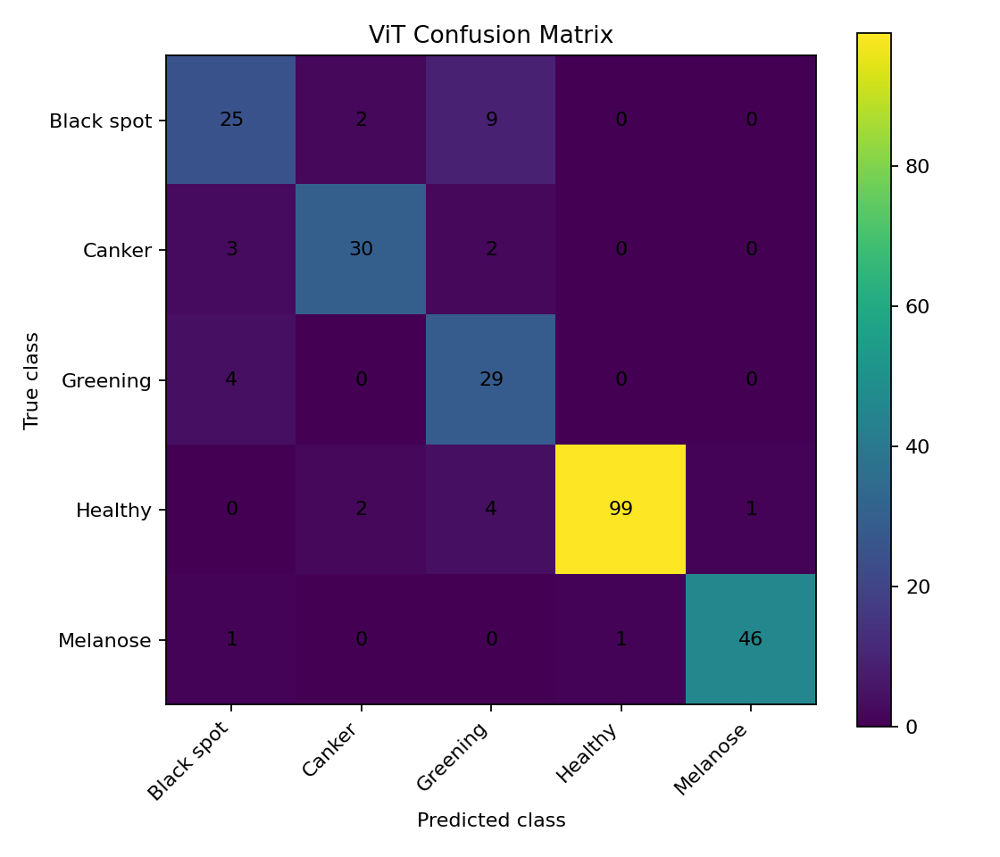 ViT Confusion Matrix
Black spot 25 2 9 0 0
Canker 3 30 2 0 0
Greening 4 0 29 0 0
Healthy 0 2 4 99 1
Melanose 1 0 0 1 46
Black spot Canker Greening Healthy Melanose
Predicted class
True class
80
60
40
20
0